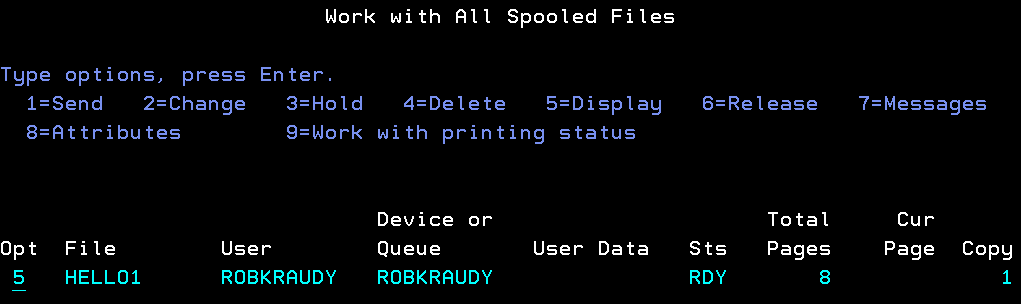 Work with All Spooled Files
Type options, press Enter.
1=Send 2=Change 3=Hold 4=Delete 5=Display 6=Release 7=Messages
8=Attributes 9=Work with printing status
Device or Total Cur
Opt File User Queue User Data Sts Pages Page Copy
5 HELLO1 ROBKRAUDY ROBKRAUDY RDY 8 1